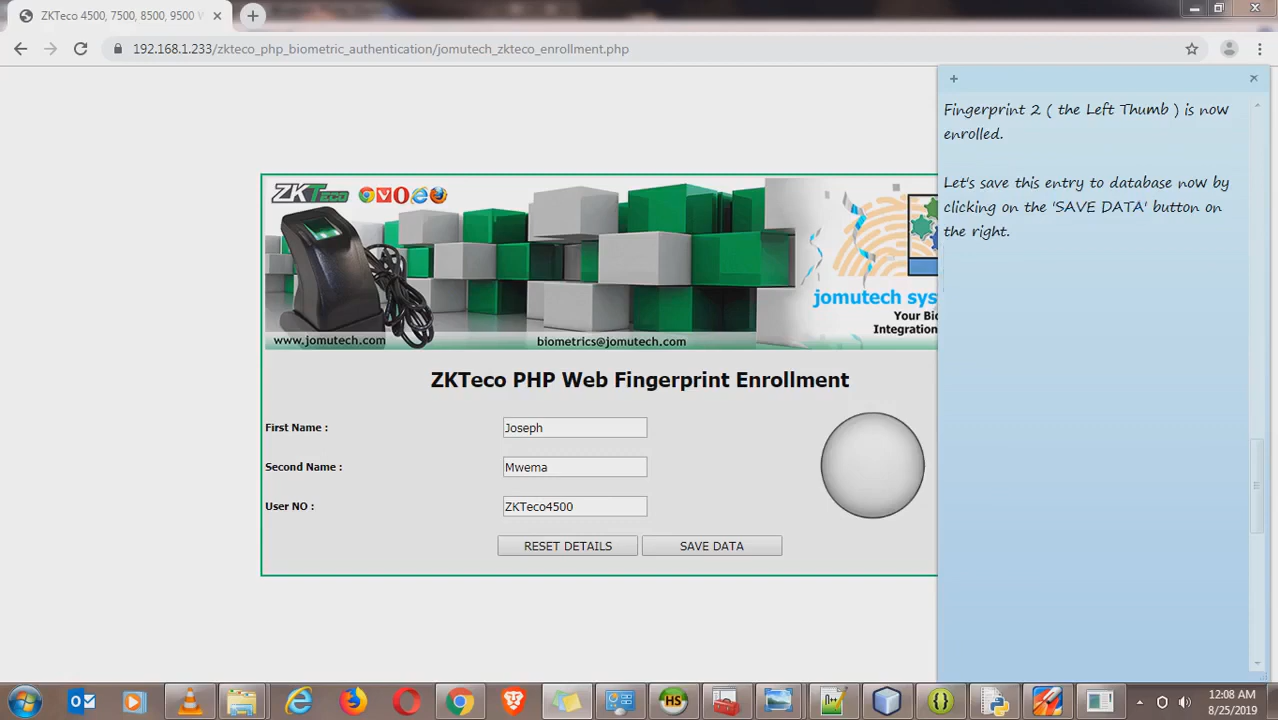 ZKTeco 4500, 7500, 8500, 9500
192.168.1.233/zkteco_php_biometric_authentication/jomutech_zkteco_enrollment.php
Fingerprint 2 ( the Left Thumb ) is now
enrolled.
Let's save this entry to database now by
clicking on the 'SAVE DATA' button on
the right.
ZKTeco
jomutech sys
Your Bio
Integration
www.jomutech.com
biometrics@jomutech.com
ZKTeco PHP Web Fingerprint Enrollment
First Name :
Joseph
Second Name :
Mwema
User NO :
ZKTeco4500
RESET DETAILS
SAVE DATA
12:08 AM
8/25/2019